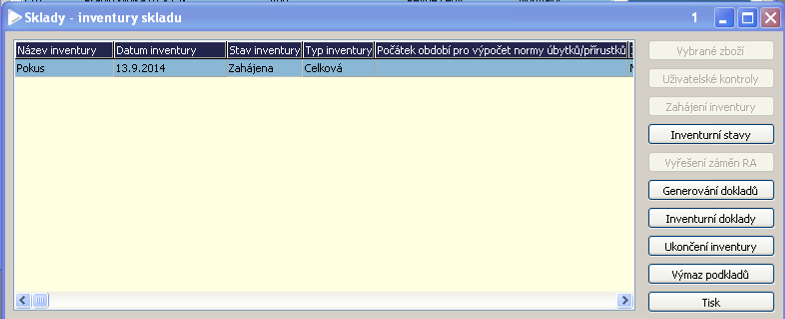 Sklady - inventury skladu 1
Název inventury Datum inventury Stav inventury Typ inventury Počátek období pro výpočet normy úbytků/přírustků
Pokus 13.9.2014 Zahájena Celková
Vybrané zboží
Uživatelské kontroly
Zahájení inventury
Inventurní stavy
Vyřešení záměn RA
Generování dokladů
Inventurní doklady
Ukončení inventury
Výmaz podkladů
Tisk